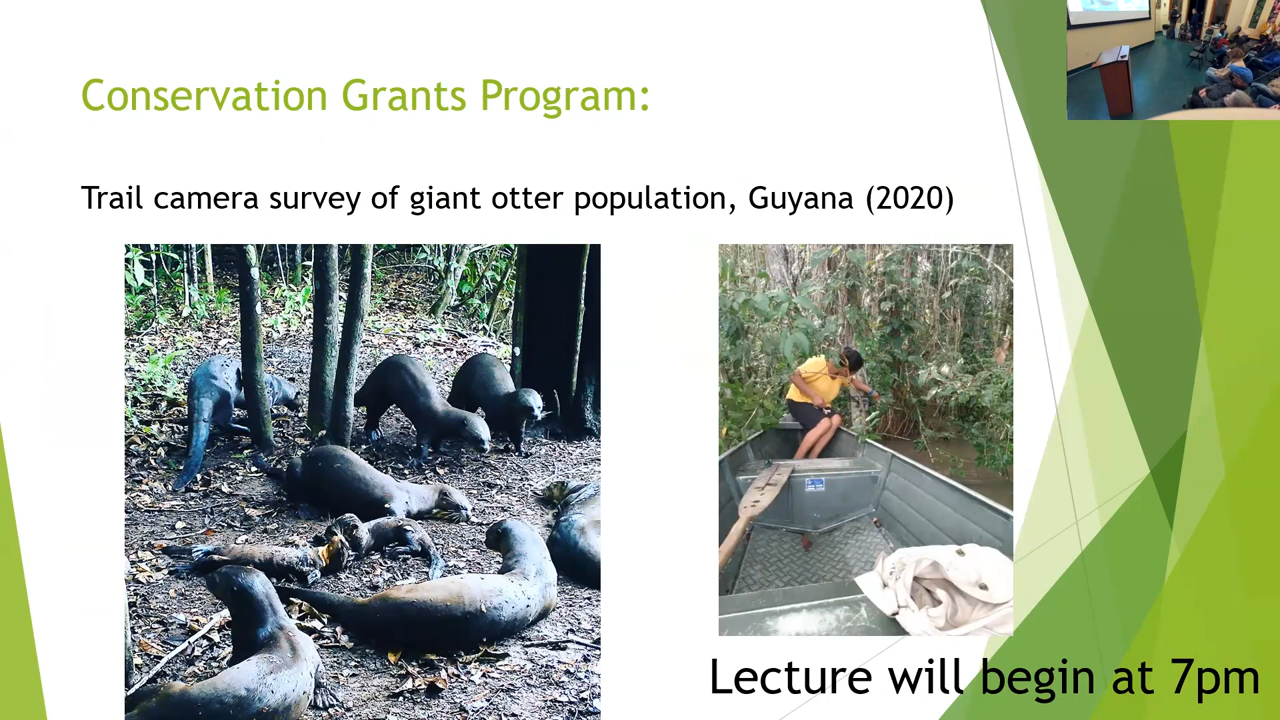 Conservation Grants Program:
Trail camera survey of giant otter population, Guyana (2020)
Lecture will begin at 7pm